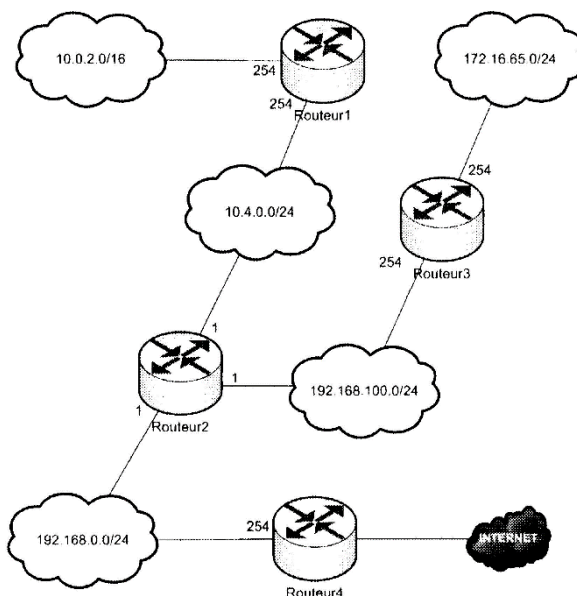 10.0.2.0/16
254
254
Routeur1
172.16.65.0/24
254
10.4.0.0/24
254
Routeur3
1
1
1
Routeur2
192.168.100.0/24
192.168.0.0/24
254
Routeur4
INTERNET